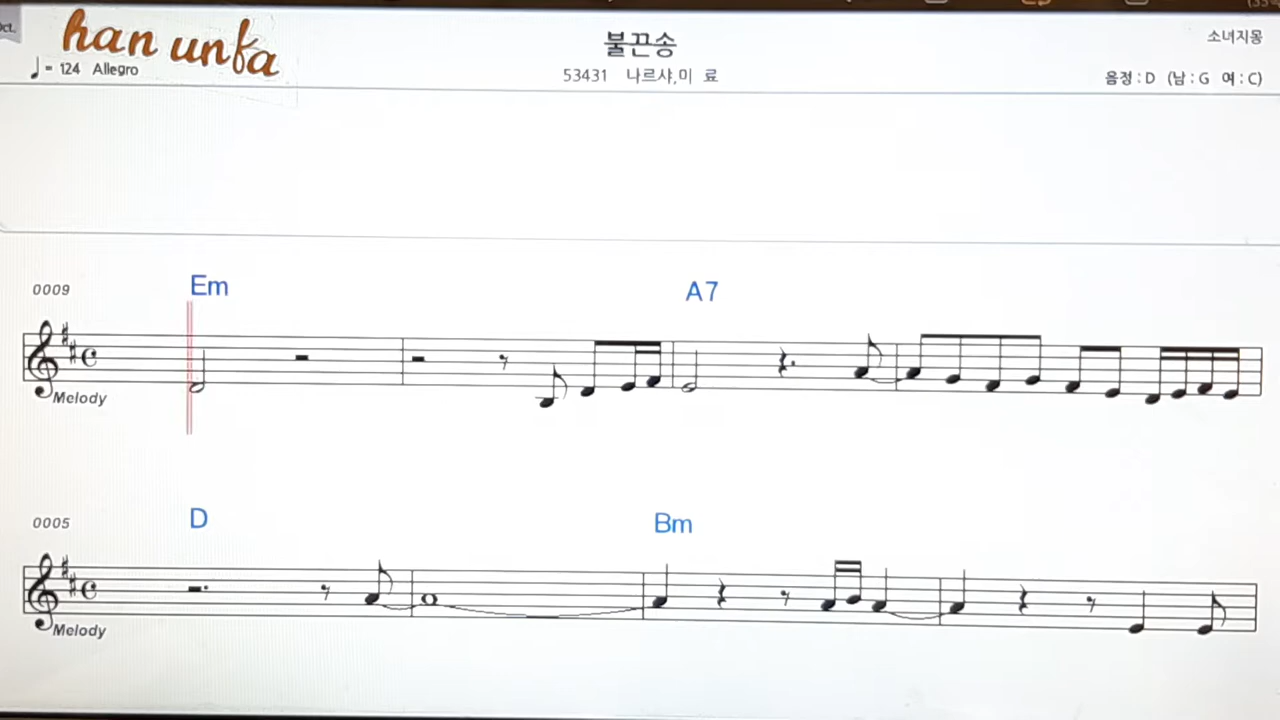 han unfa
♩= 124 Allegro
불끈송
53431 나르샤,미 료
소녀지몽
음정 : D (남 : G 여 : C)
0009
Em
A7
Melody
0005
D
Bm
Melody